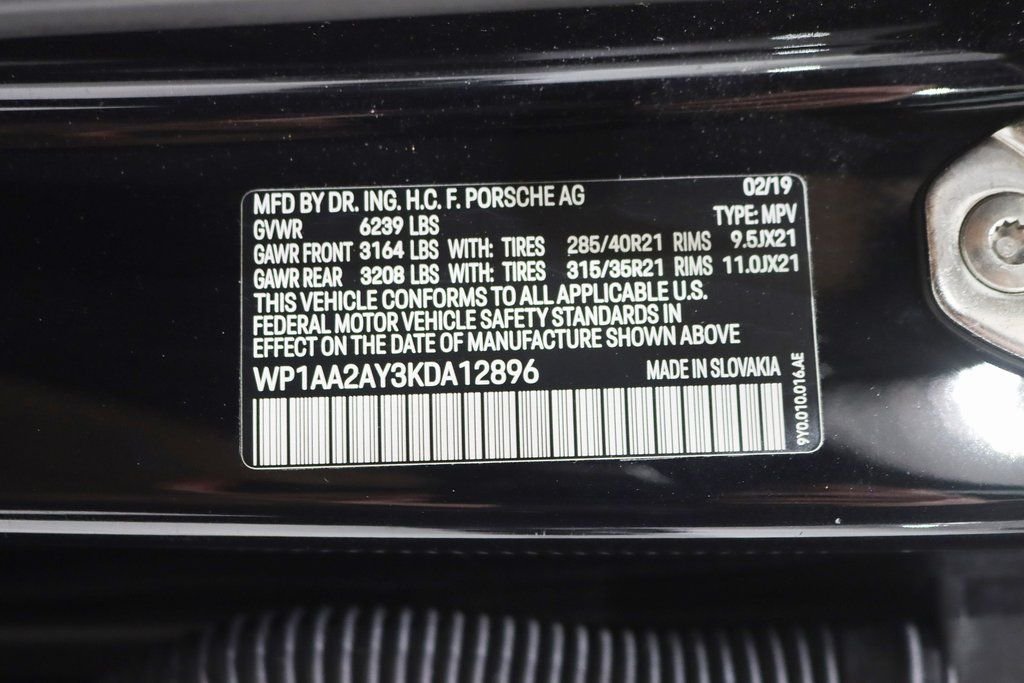 MFD BY DR. ING. H.C. F. PORSCHE AG 02/19
GVWR 6239 LBS TYPE: MPV
GAWR FRONT 3164 LBS WITH: TIRES 285/40R21 RIMS 9.5JX21
GAWR REAR 3208 LBS WITH: TIRES 315/35R21 RIMS 11.0JX21
THIS VEHICLE CONFORMS TO ALL APPLICABLE U.S.
FEDERAL MOTOR VEHICLE SAFETY STANDARDS IN
EFFECT ON THE DATE OF MANUFACTURE SHOWN ABOVE
WP1AA2AY3KDA12896 MADE IN SLOVAKIA
9Y0.010.016.AE